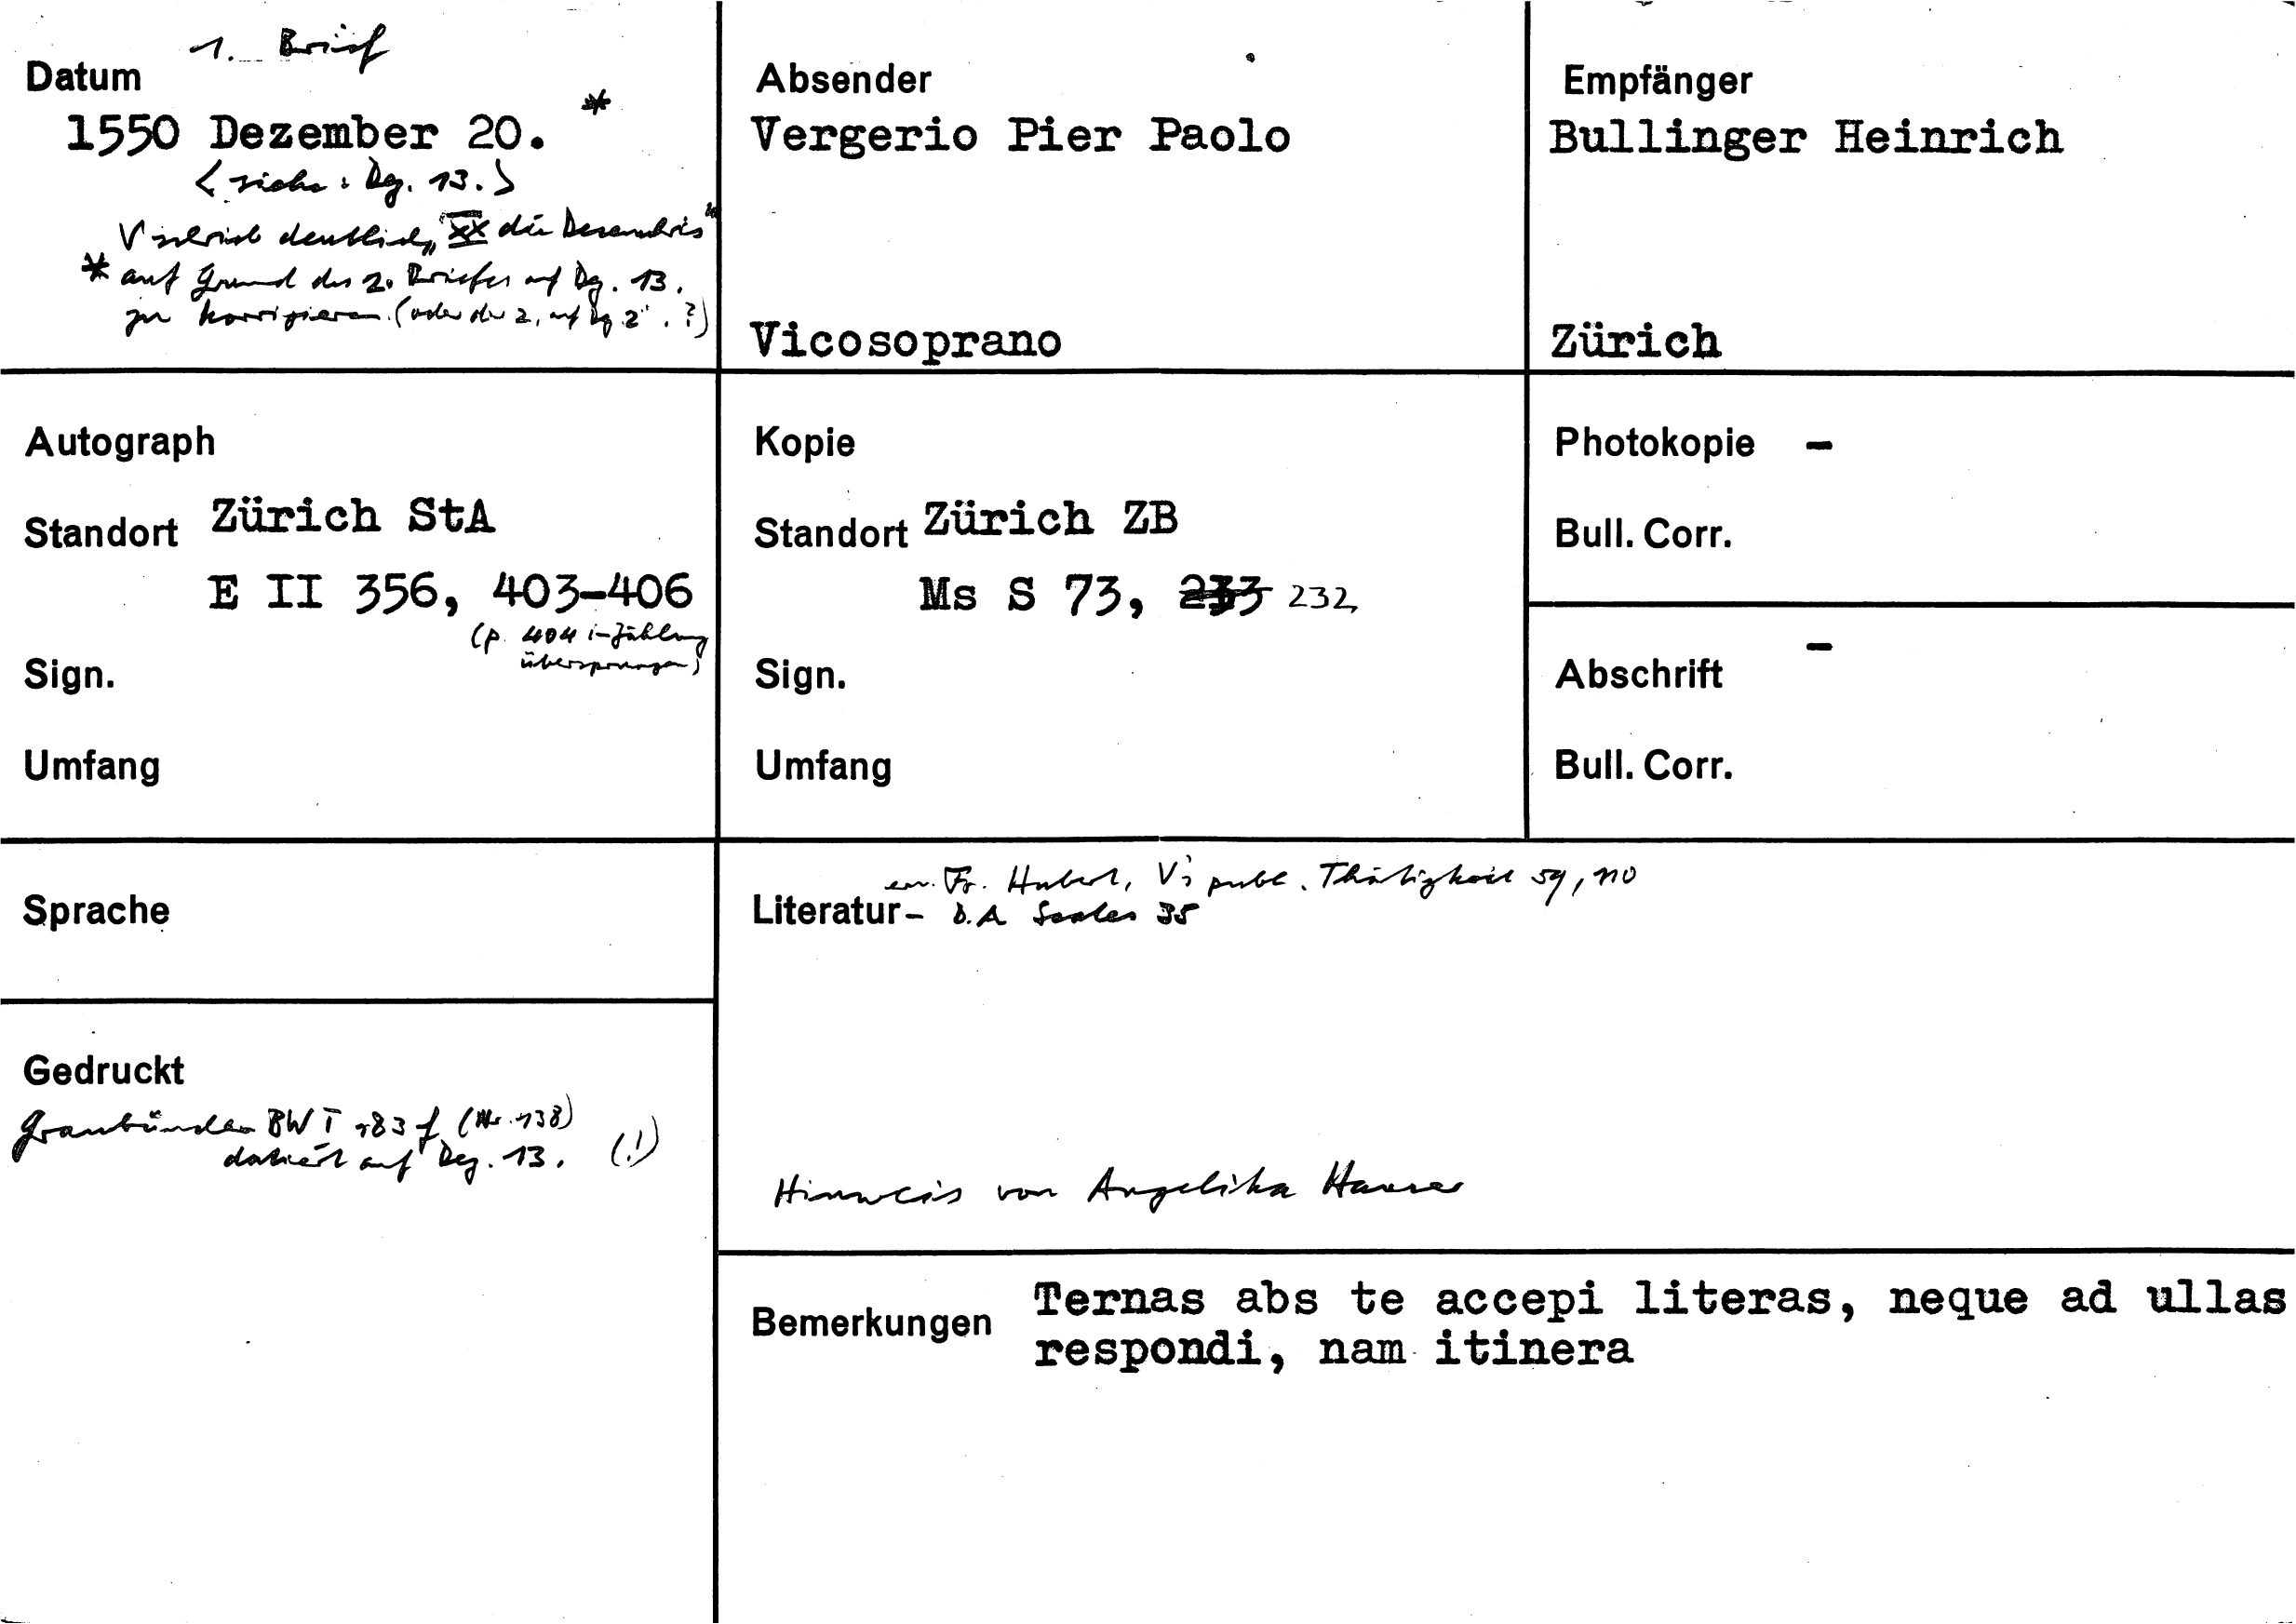 1. Brief
Datum
1550 Dezember 20. *
<siehe: Dez. 13.>
V schrieb deutlich „XX die Decembris"
* auf Grund des 2. Briefes auf Dez. 13.
zu korrigieren (oder der 2. auf Dez. 2?)
Absender
Vergerio Pier Paolo
Vicosoprano
Empfänger
Bullinger Heinrich
Zürich
Autograph
Standort Zürich StA
E II 356, 403-406
(p. 404 i-Zählung
übersprungen)
Sign.
Umfang
Kopie
Standort Zürich ZB
Ms S 73, 233 232,
Sign.
Umfang
Photokopie -
Bull. Corr.
Abschrift -
Bull. Corr.
Sprache
Gedruckt
Graubünden BW I 183 f (Nr. 138)
datiert auf Dez. 13. (!)
Fr. Hubert, V's publ. Thätigkeit 59, 110
Literatur-
Hinweis von Angelika Hauser
Bemerkungen Ternas abs te accepi literas, neque ad ullas
respondi, nam itinera